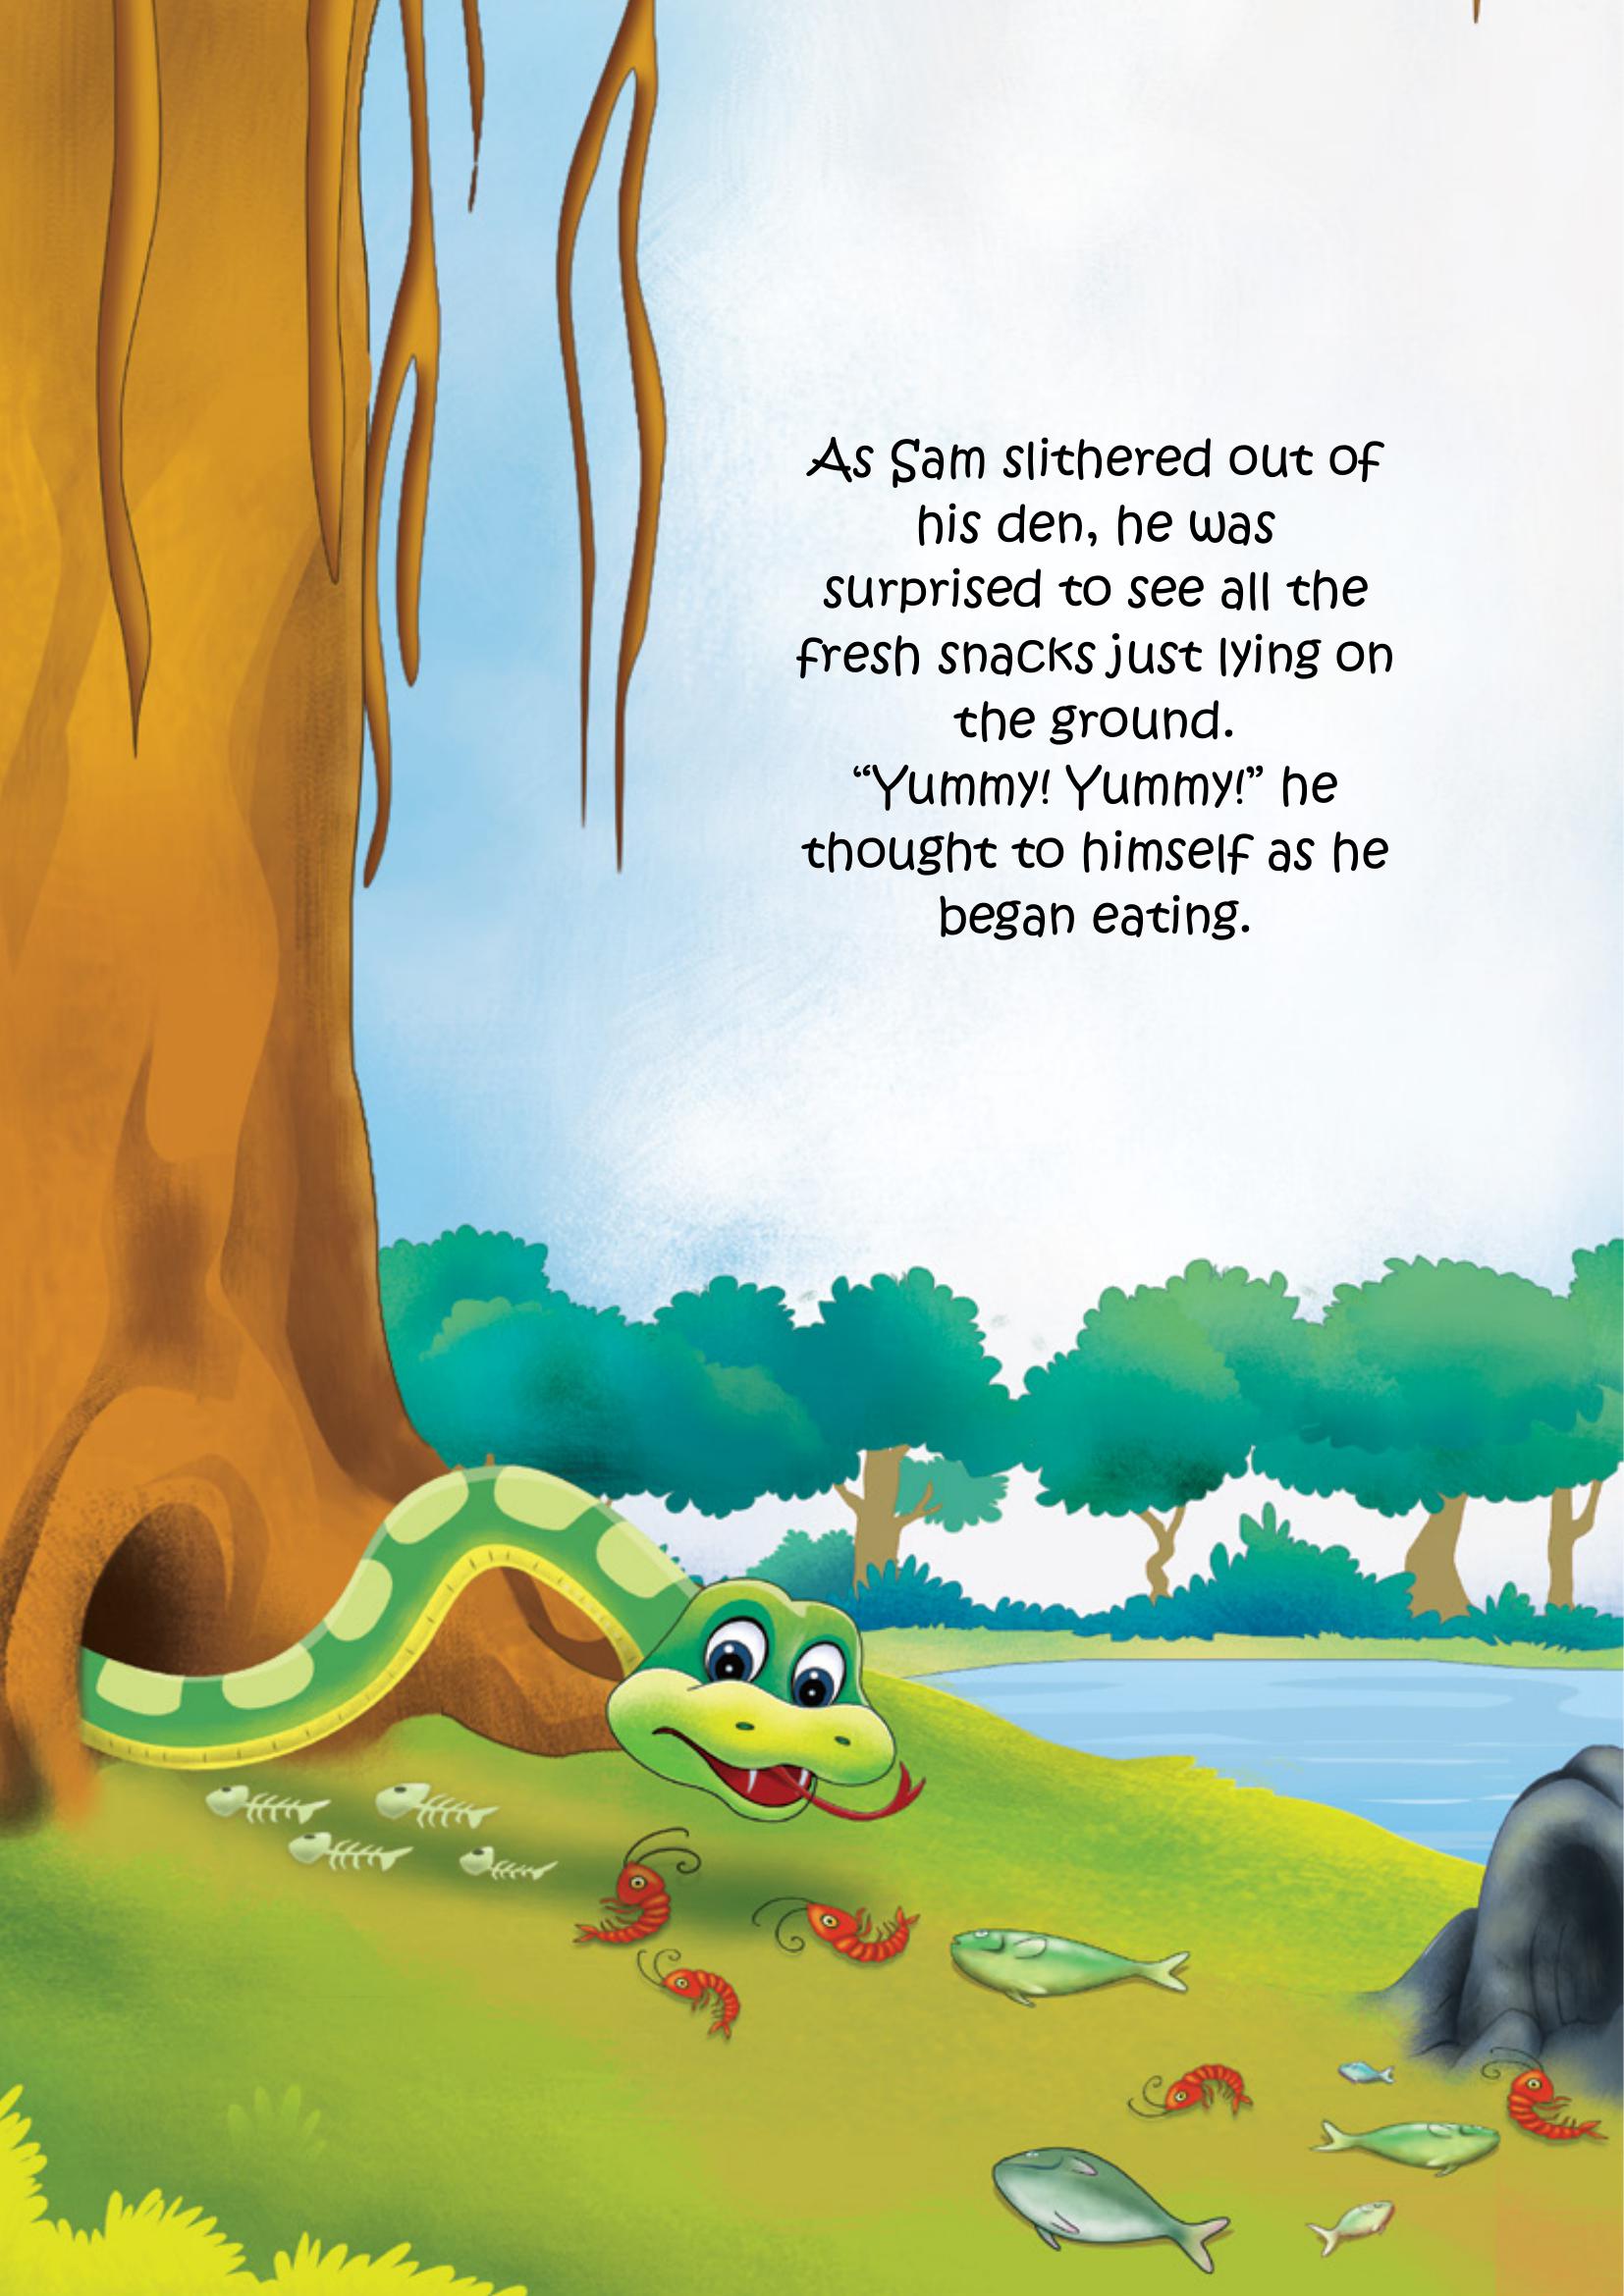 As Sam slithered out of
his den, he was
surprised to see all the
fresh snacks just lying on
the ground.
“Yummy! Yummy!” he
thought to himself as he
began eating.